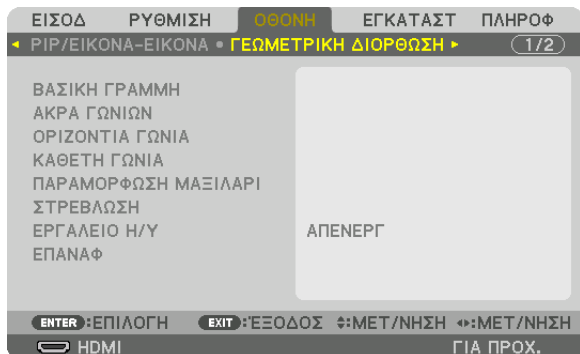 ΕΙΣΟΔ ΡΥΘΜΙΣΗ ΟΘΟΝΗ ΕΓΚΑΤΑΣΤ ΠΛΗΡΟΦ
PIP/ΕΙΚΟΝΑ-ΕΙΚΟΝΑ • ΓΕΩΜΕΤΡΙΚΗ ΔΙΟΡΘΩΣΗ 1/2
ΒΑΣΙΚΗ ΓΡΑΜΜΗ
ΑΚΡΑ ΓΩΝΙΩΝ
ΟΡΙΖΟΝΤΙΑ ΓΩΝΙΑ
ΚΑΘΕΤΗ ΓΩΝΙΑ
ΠΑΡΑΜΟΡΦΩΣΗ ΜΑΞΙΛΑΡΙ
ΣΤΡΕΒΛΩΣΗ
ΕΡΓΑΛΕΙΟ Η/Υ ΑΠΕΝΕΡΓ
ΕΠΑΝΑΦ
ENTER:ΕΠΙΛΟΓΗ EXIT:ΈΞΟΔΟΣ :ΜΕΤ/ΝΗΣΗ :ΜΕΤ/ΝΗΣΗ
HDMI ΓΙΑ ΠΡΟΧ.